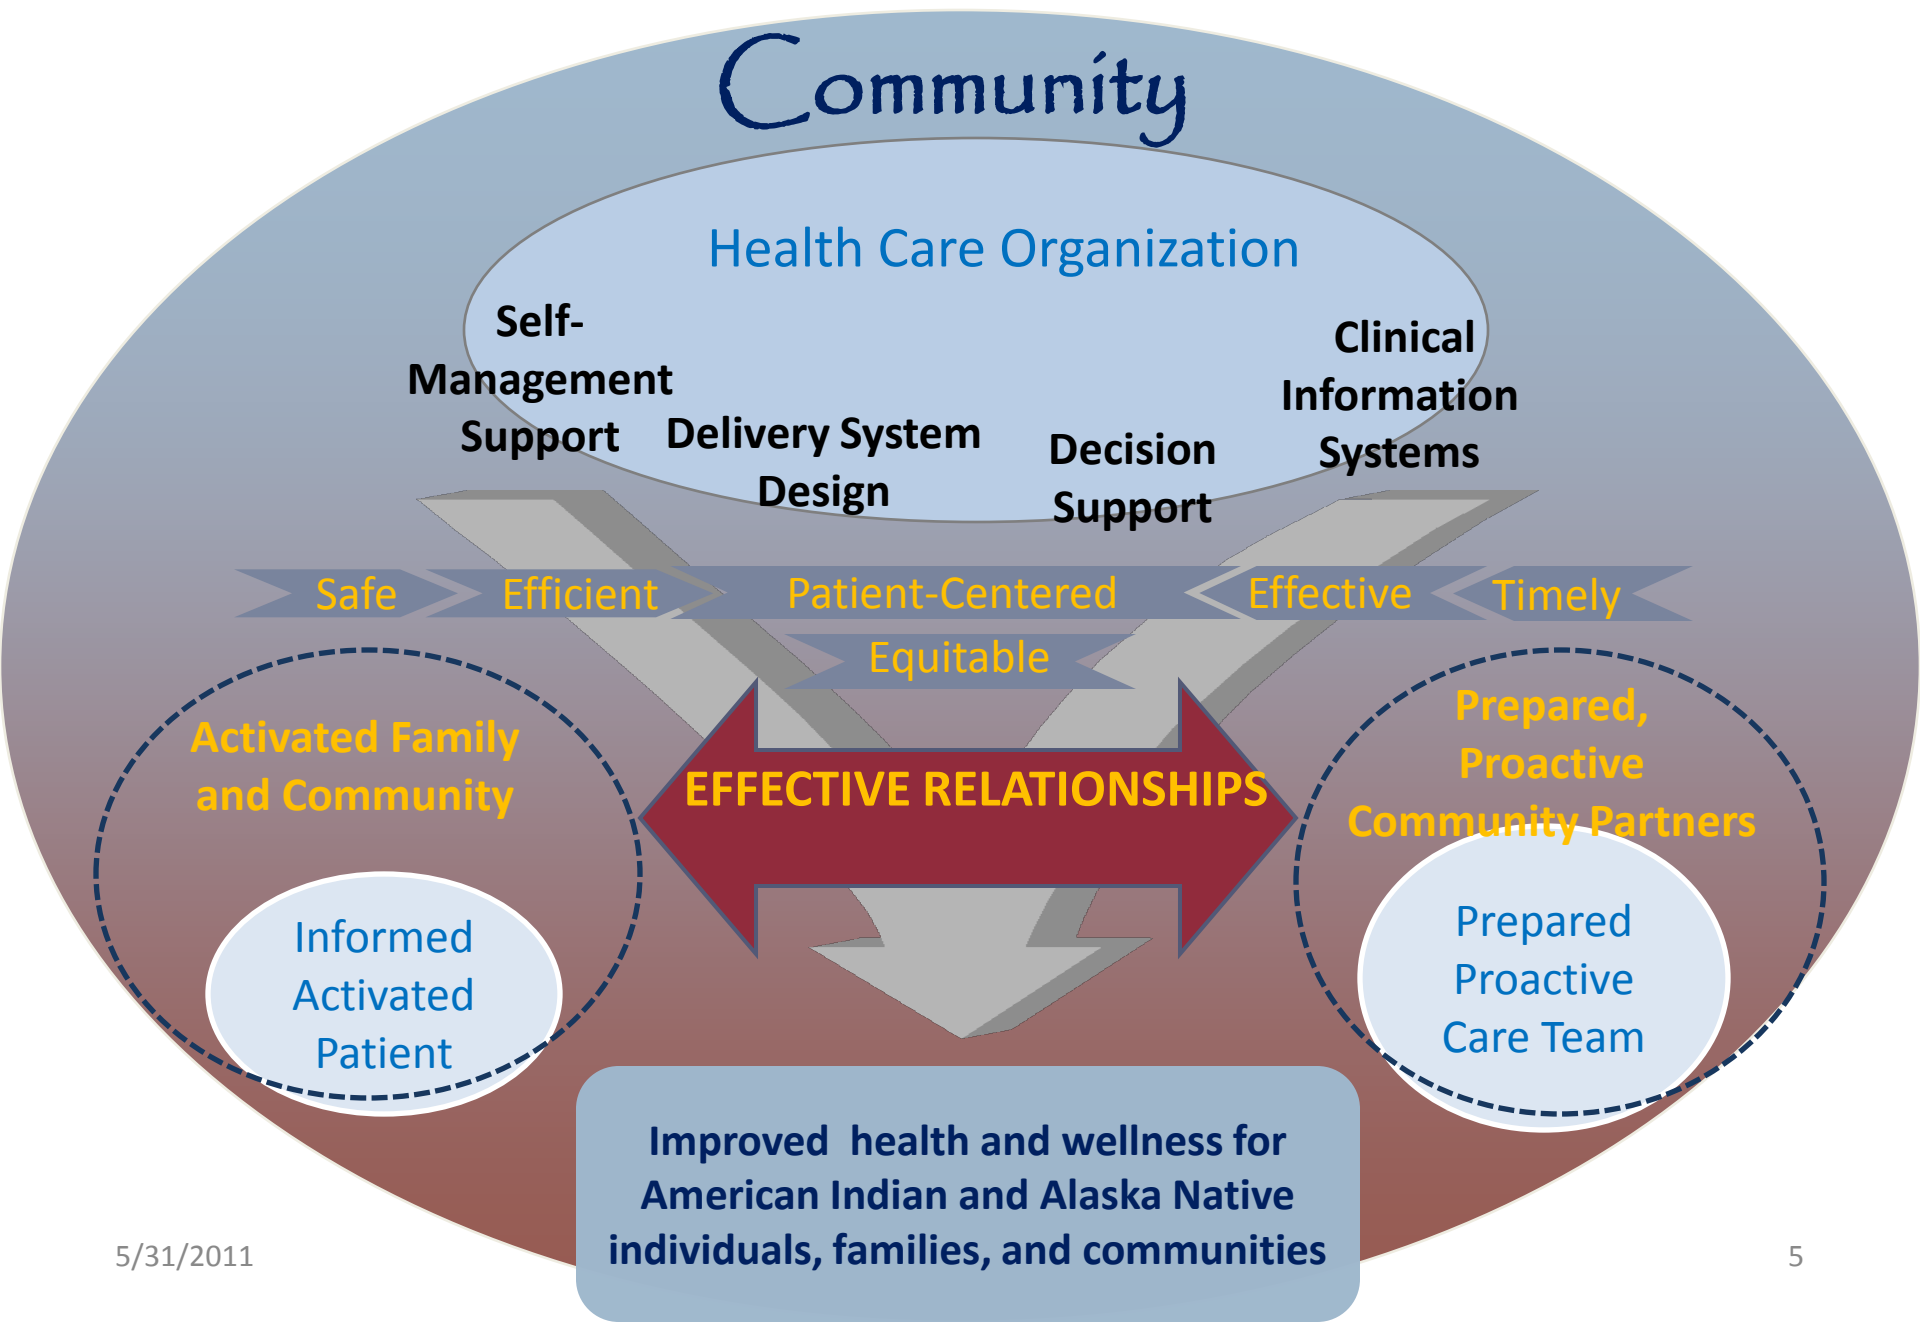 Community
Health Care Organization
Self-
Management
Support
Delivery System
Design
Decision
Support
Clinical
Information
Systems
Safe
Efficient
Patient-Centered
Effective
Timely
Equitable
Activated Family
and Community
Informed
Activated
Patient
EFFECTIVE RELATIONSHIPS
Prepared,
Proactive
Community Partners
Prepared
Proactive
Care Team
Improved  health and wellness for
American Indian and Alaska Native
individuals, families, and communities
5/31/2011
5